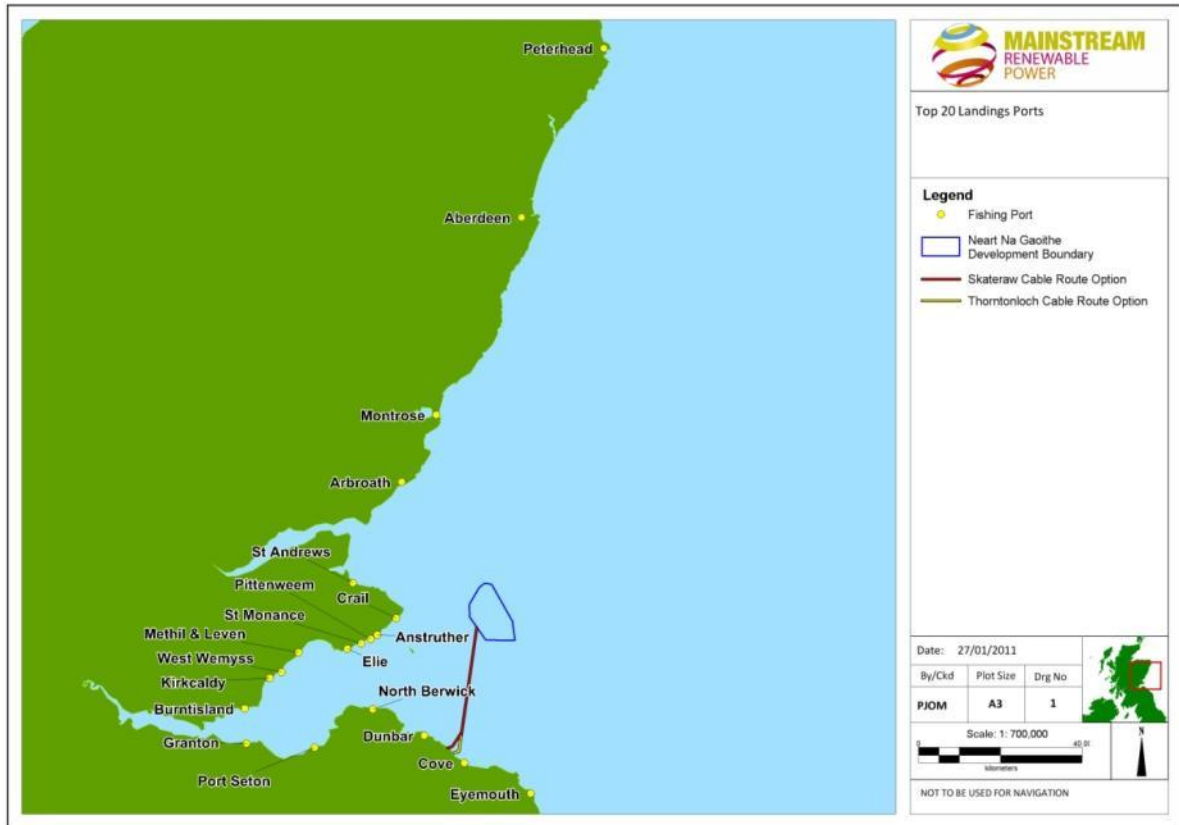 Peterhead
Aberdeen
Montrose
Arbroath
St Andrews
Pittenweem
Crail
St Monance
Anstruther
Methil & Leven
Elie
West Wemyss
Kirkcaldy
North Berwick
Burntisland
Dunbar
Granton
Cove
Port Seton
Eyemouth
MAINSTREAM
RENEWABLE
POWER
Top 20 Landings Ports
Legend
Fishing Port
Neart Na Gaoithe
Development Boundary
Skateraw Cable Route Option
Thorntonloch Cable Route Option
Date: 27/01/2011
By/Ckd Plot Size Drg No
PJOM A3 1
Scale: 1: 700,000
0
kilometers
N
NOT TO BE USED FOR NAVIGATION